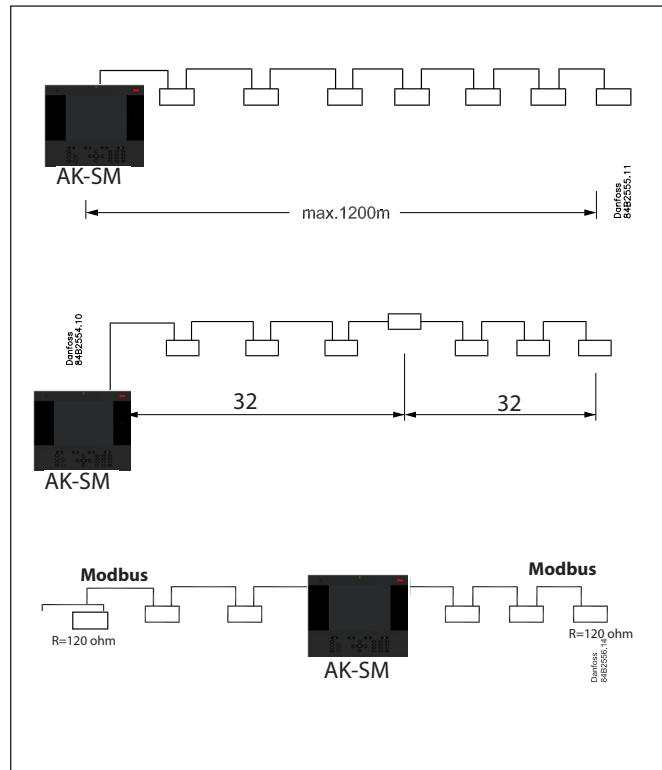 AK-SM
max.1200m
Danfoss
84B2555.11
Danfoss
84B2554.10
32
32
AK-SM
Modbus
Modbus
R=120 ohm
R=120 ohm
AK-SM
Danfoss
84B2556.14